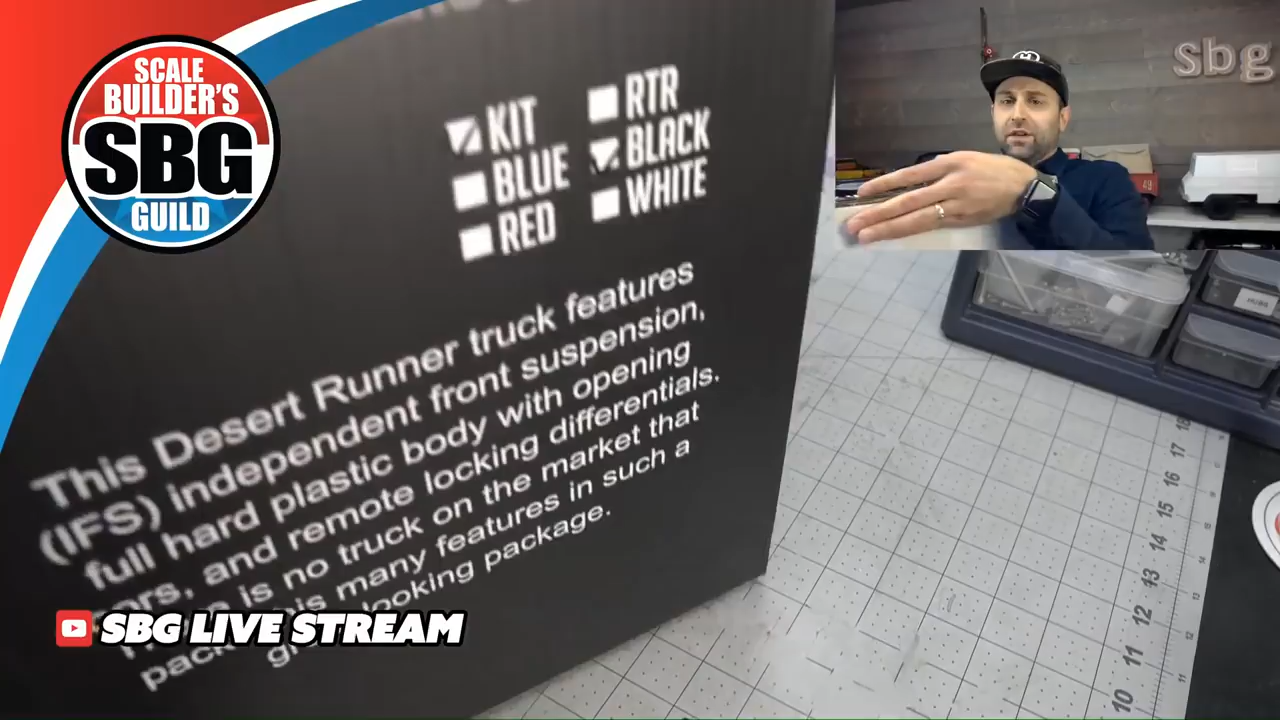 SCALE
BUILDER'S
SBG
GUILD
KIT
RTR
BLUE
BLACK
RED
WHITE
This Desert Runner truck features
(IFS) independent front suspension,
full hard plastic body with opening
and remote locking differentials.
is no truck on the market that
many features in such a
looking package.
SBG LIVE STREAM
sbg
HUBS
18
17
16
15
14
13
12
11
10